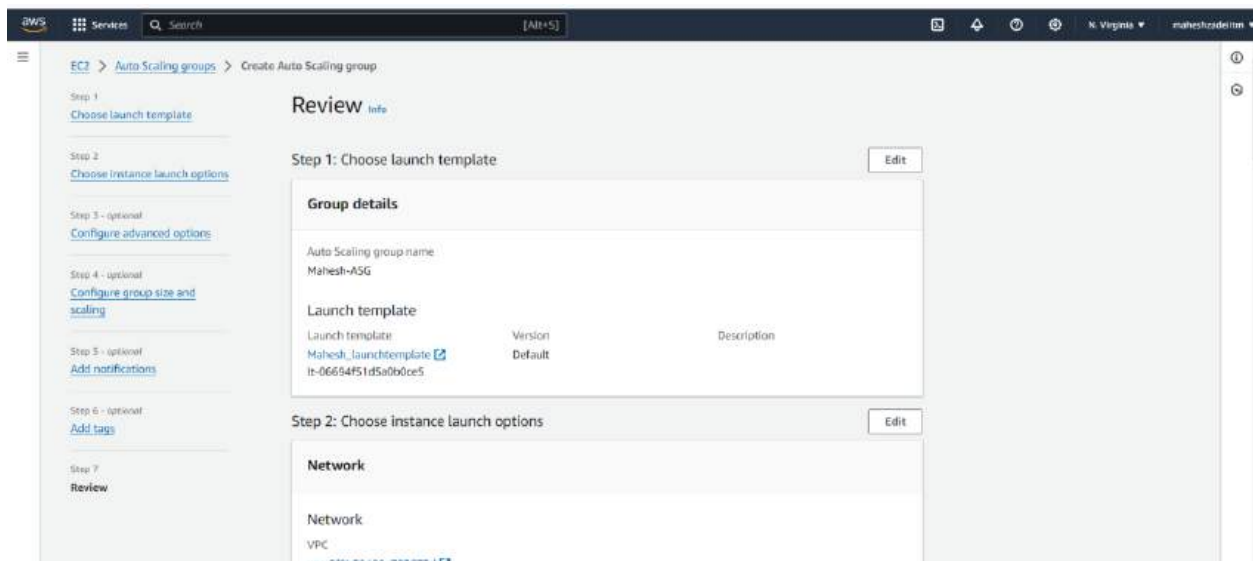 aws
Services
Search
[Alt+S]
N. Virginia
EC2 > Auto Scaling groups > Create Auto Scaling group
Step 1
Choose launch template
Step 2
Choose instance launch options
Step 3 - optional
Configure advanced options
Step 4 - optional
Configure group size and
scaling
Step 5 - optional
Add notifications
Step 6 - optional
Add tags
Step 7
Review
Review Info
Step 1: Choose launch template
Edit
Group details
Auto Scaling group name
Mahesh-ASG
Launch template
Launch template
Version
Description
Mahesh_launchtemplate
Default
lt-06694f51d5a0b0ce5
Step 2: Choose instance launch options
Edit
Network
Network
VPC